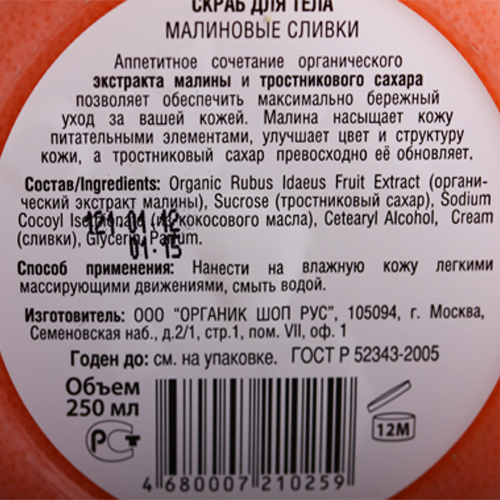 СКРАБ ДЛЯ ТЕЛА
МАЛИНОВЫЕ СЛИВКИ
Аппетитное сочетание органического
экстракта малины и тростникового сахара
позволяет обеспечить максимально бережный
уход за вашей кожей. Малина насыщает кожу
питательными элементами, улучшает цвет и структуру
кожи, а тростниковый сахар превосходно её обновляет.
Состав/Ingredients: Organic Rubus Idaeus Fruit Extract (органи-
ческий экстракт малины), Sucrose (тростниковый сахар), Sodium
Cocoyl кокосового масла), Cetearyl Alcohol, Cream
(сливки), Glycerin, Parfum.
01 12
01 15
Способ применения: Нанести на влажную кожу легкими
массирующими движениями, смыть водой.
Изготовитель: ООО "ОРГАНИК ШОП РУС", 105094, г. Москва,
Семеновская наб., д.2/1, стр.1, пом. VII, оф. 1
Годен до: см. на упаковке. ГОСТ Р 52343-2005
Объем
250 мл
РСТ
12M
4 680007 210259